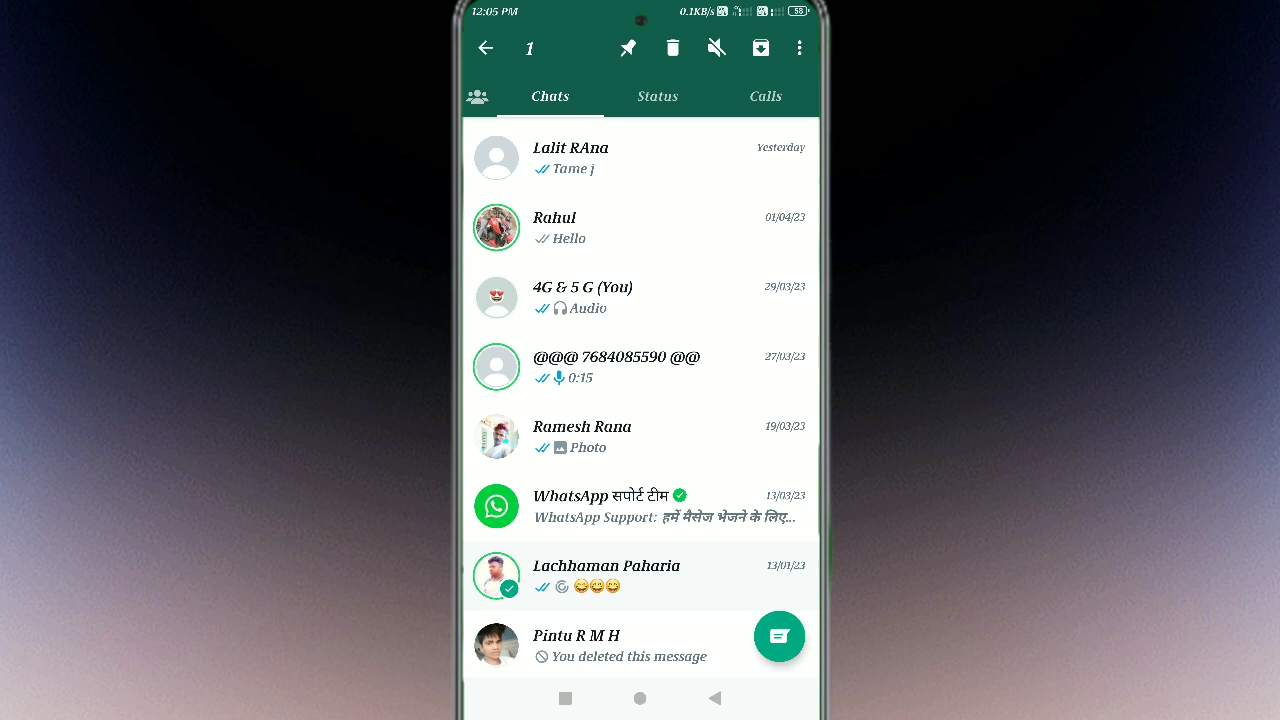 12:05 PM 0.1KB/s 58
1
Chats Status Calls
Lalit RAna Yesterday
Tame j
Rahul 01/04/23
Hello
4G & 5 G (You) 29/03/23
Audio
@@@ 7684085590 @@ 27/03/23
0:15
Ramesh Rana 19/03/23
Photo
WhatsApp सपोर्ट टीम 13/03/23
WhatsApp Support: हमें मैसेज भेजने के लिए...
Lachhaman Paharia 13/01/23
😄😄😄
Pintu R M H
You deleted this message